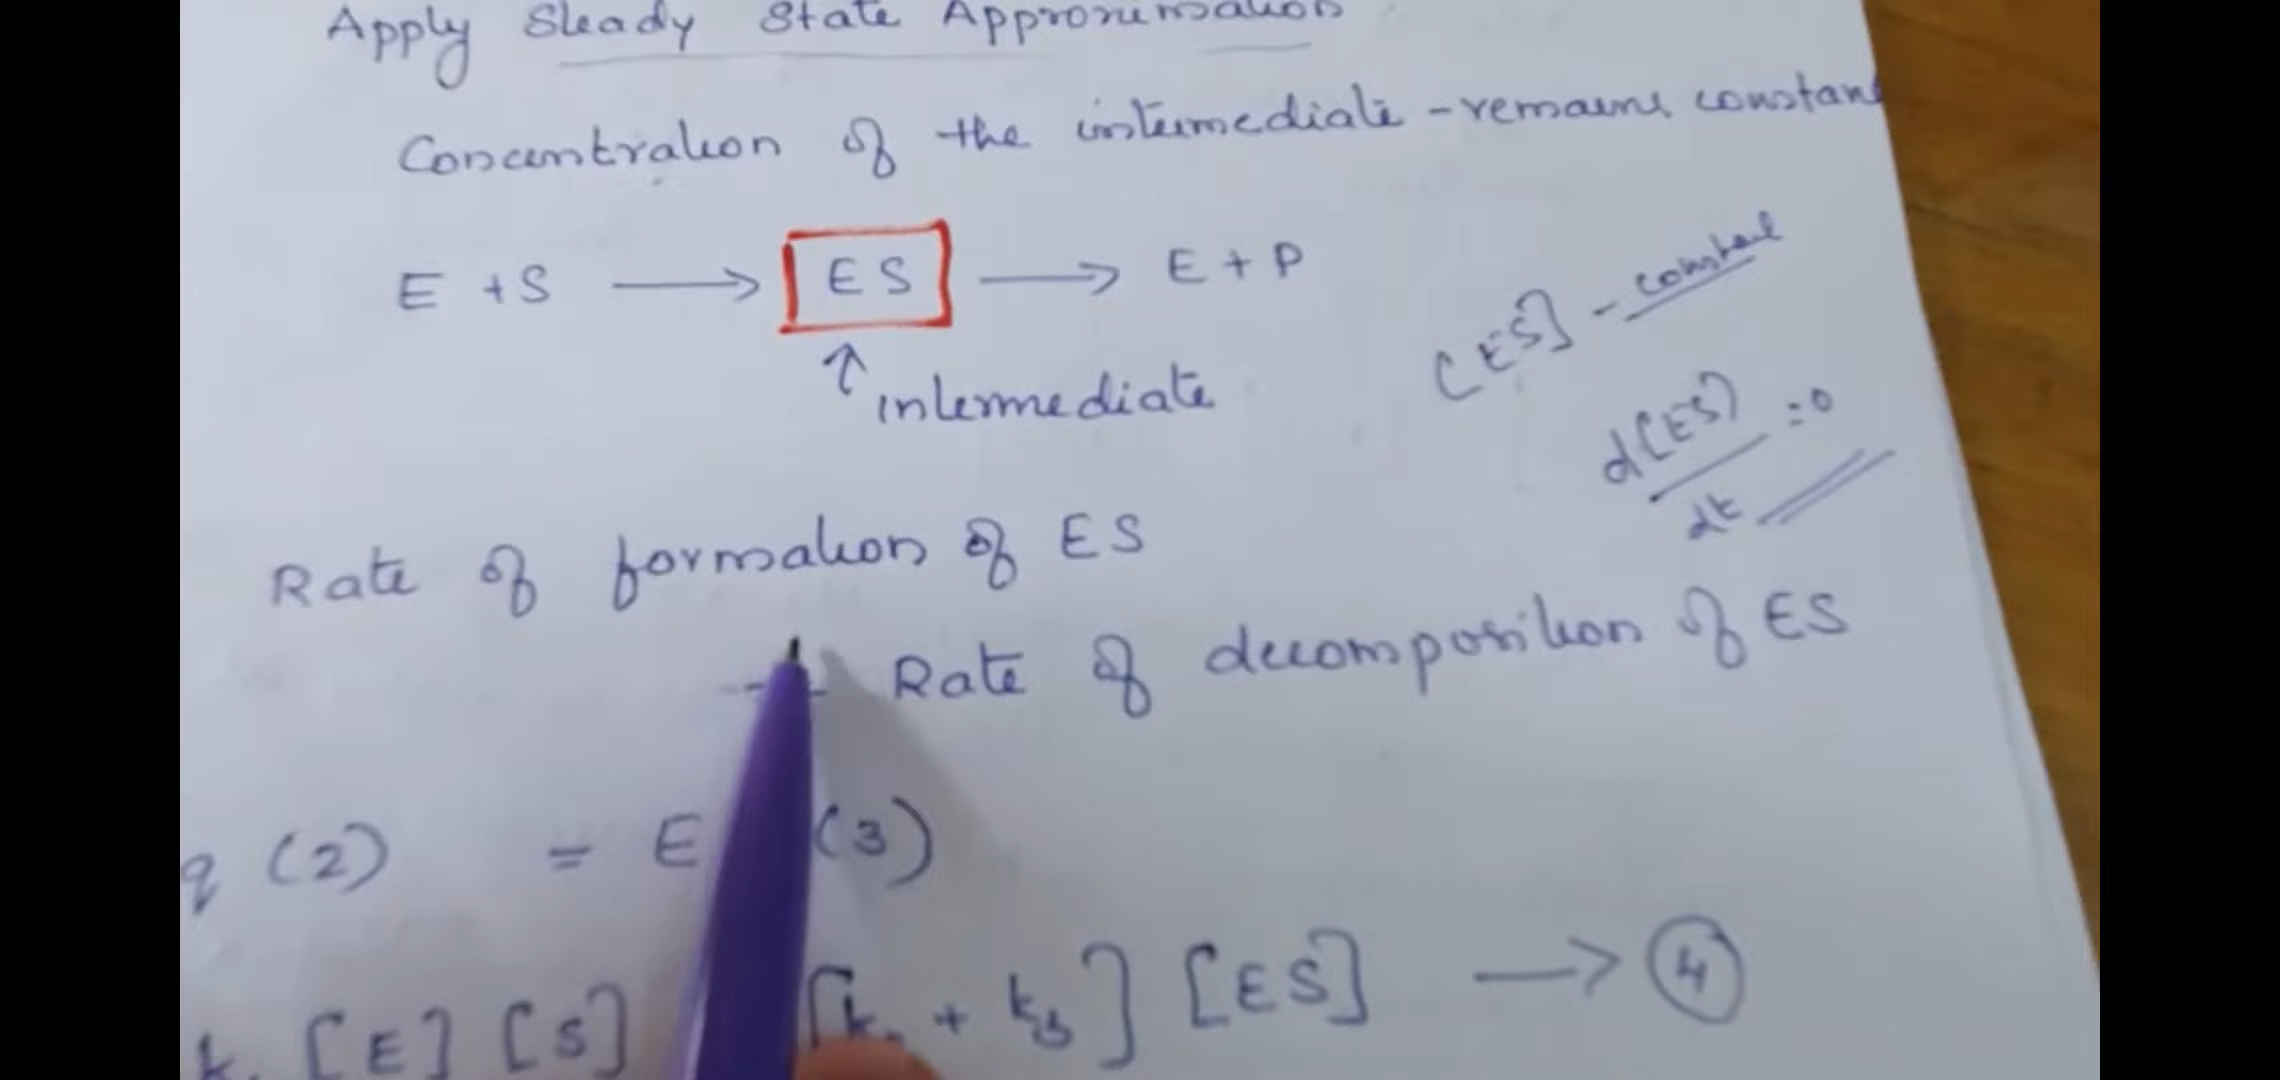 Apply Steady State Approximation
Concentration of the intermediate - remains constant
E + S → ES → E + P
↑ intermediate
[ES] - constant
d[ES]/dt = 0
Rate of formation of ES
= Rate of decomposition of ES
q (2) = E (3)
[E] [S] [k + k3] [ES] → 4